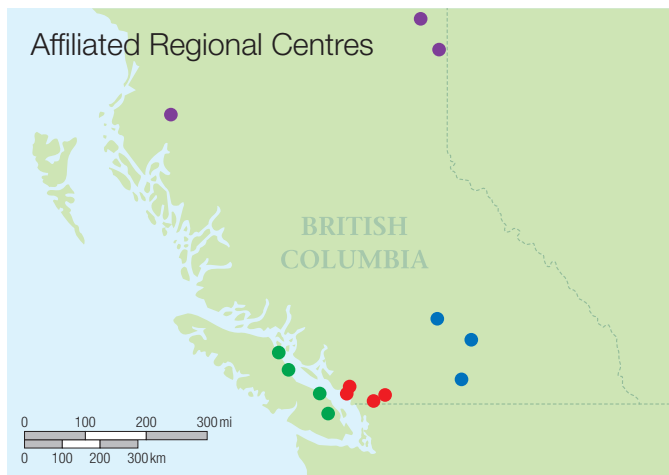 Affiliated Regional Centres
BRITISH
COLUMBIA
0 100 200 300 mi
0 100 200 300 km